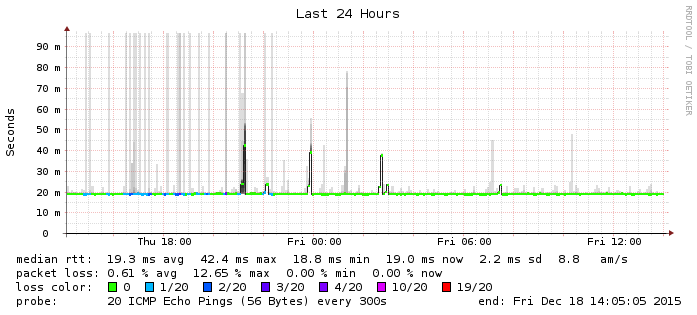 Last 24 Hours
RRDTOOL / TOBI OETIKER
Seconds
90 m
80 m
70 m
60 m
50 m
40 m
30 m
20 m
10 m
0
Thu 18:00 Fri 00:00 Fri 06:00 Fri 12:00
median rtt: 19.3 ms avg 42.4 ms max 18.8 ms min 19.0 ms now 2.2 ms sd 8.8 am/s
packet loss: 0.61 % avg 12.65 % max 0.00 % min 0.00 % now
loss color: 0 1/20 2/20 3/20 4/20 10/20 19/20
probe: 20 ICMP Echo Pings (56 Bytes) every 300s end: Fri Dec 18 14:05:05 2015